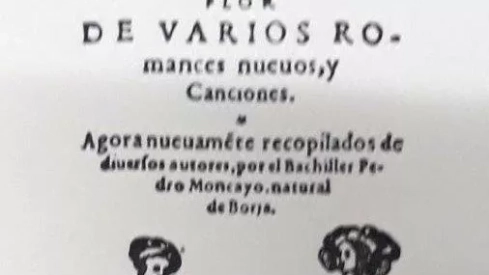 FLOR
DE VARIOS RO-
mances nueuos, y
Canciones.
Agora nueuamẽte recopilados de
diuersos autores, por el Bachiller Pe-
dro Moncayo, natural
de Borja.